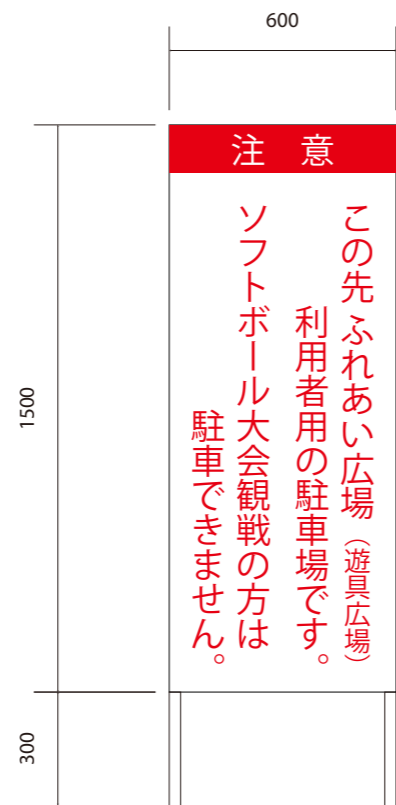 600
1500
300
注 意
この先 ふれあい広場（遊具広場）
利用者用の駐車場です。
ソフトボール大会観戦の方は
駐車できません。